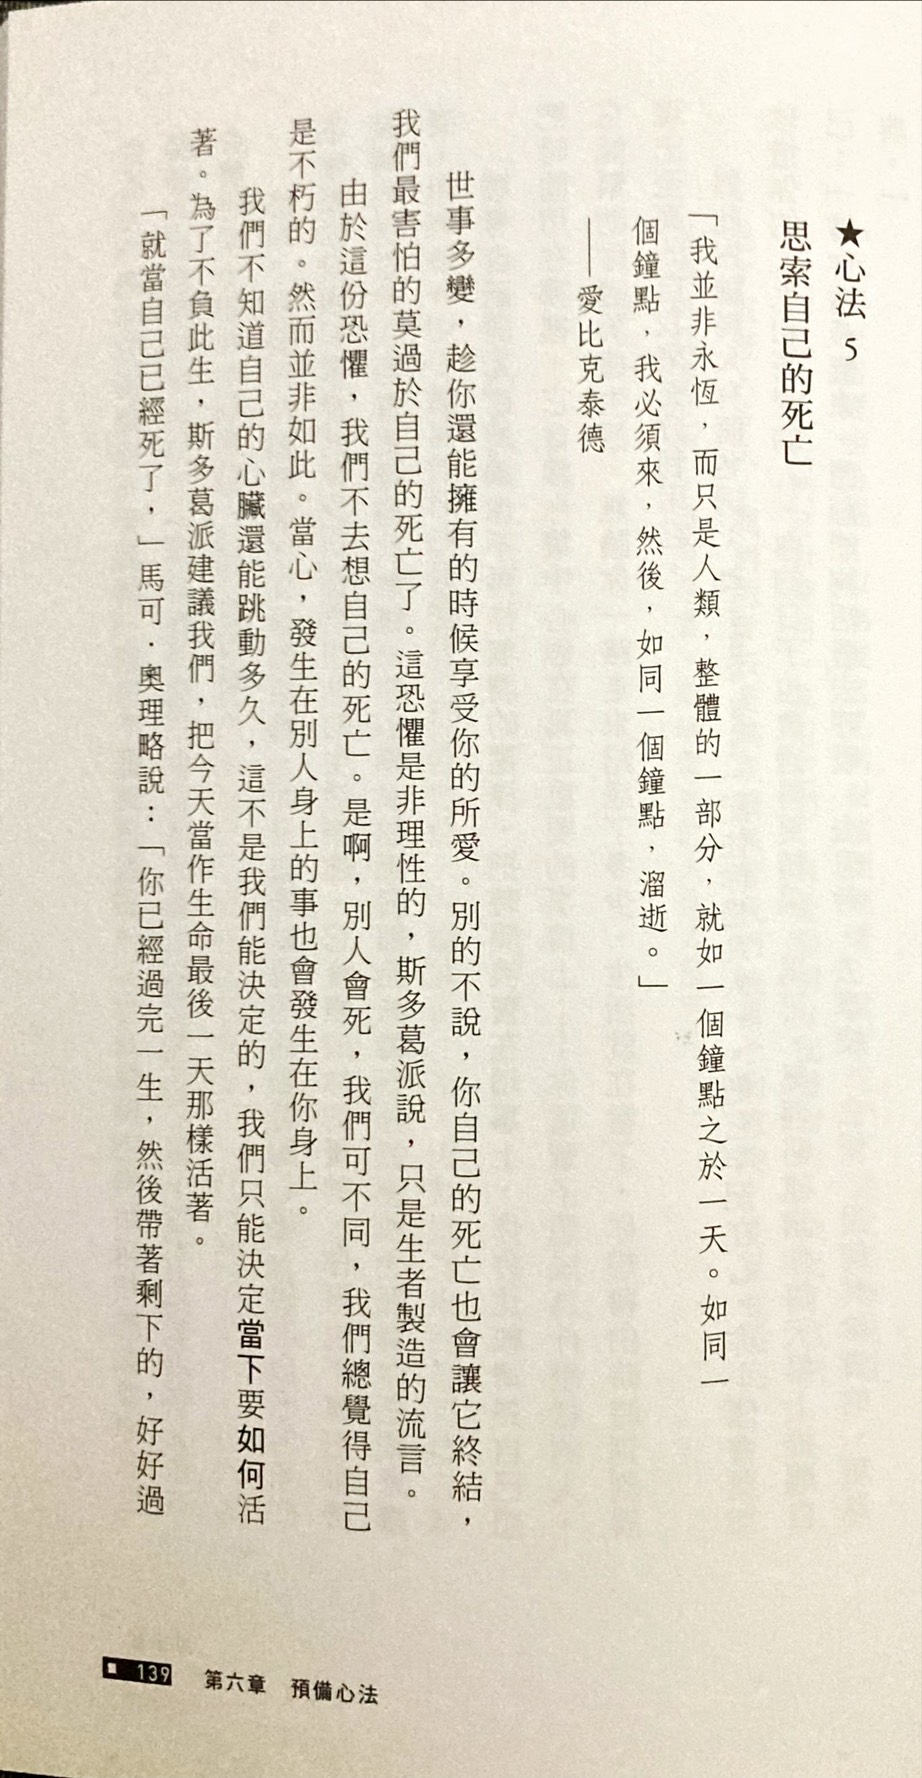 ★心法 5
思索自己的死亡
「我並非永恆，而只是人類，整體的一部分，就如一個鐘點之於一天。如同一
個鐘點，我必須來，然後，如同一個鐘點，溜逝。」
——愛比克泰德
世事多變，趁你還能擁有的時候享受你的所愛。別的不說，你自己的死亡也會讓它終結，
我們最害怕的莫過於自己的死亡了。這恐懼是非理性的，斯多葛派說，只是生者製造的流言。
由於這份恐懼，我們不去想自己的死亡。是啊，別人會死，我們可不同，我們總覺得自己
是不朽的。然而並非如此。當心，發生在別人身上的事也會發生在你身上。
我們不知道自己的心臟還能跳動多久，這不是我們能決定的，我們只能決定當下要如何活
著。為了不負此生，斯多葛派建議我們，把今天當作生命最後一天那樣活著。
「就當自己已經死了，」馬可．奧理略說：「你已經過完一生，然後帶著剩下的，好好過
139 第六章 預備心法